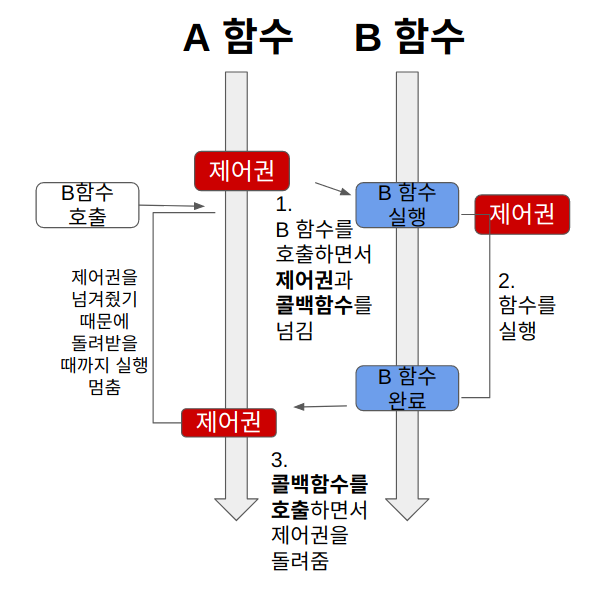 A 함수
B 함수
제어권
B함수
호출
1.
B 함수를
호출하면서
제어권과
콜백함수를
넘김
B 함수
실행
제어권
제어권을
넘겨줬기
때문에
돌려받을
때까지 실행
멈춤
2.
함수를
실행
B 함수
완료
제어권
3.
콜백함수를
호출하면서
제어권을
돌려줌